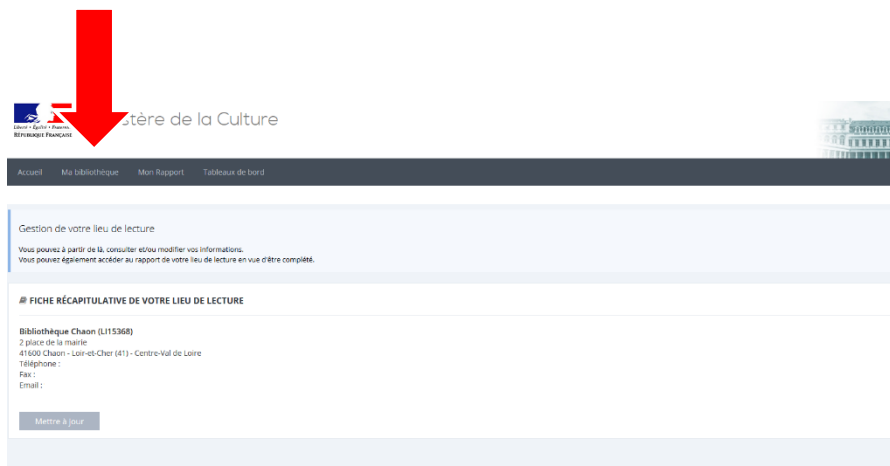 Liberté • Égalité • Fraternité
RÉPUBLIQUE FRANÇAISE
stère de la Culture
Accueil Ma bibliothèque Mon Rapport Tableaux de bord
Gestion de votre lieu de lecture
Vous pouvez à partir de là, consulter et/ou modifier vos informations.
Vous pouvez également accéder au rapport de votre lieu de lecture en vue d'être complété.
FICHE RÉCAPITULATIVE DE VOTRE LIEU DE LECTURE
Bibliothèque Chaon (LI15368)
2 place de la mairie
41600 Chaon - Loir-et-Cher (41) - Centre-Val de Loire
Téléphone :
Fax :
Email :
Mettre à jour